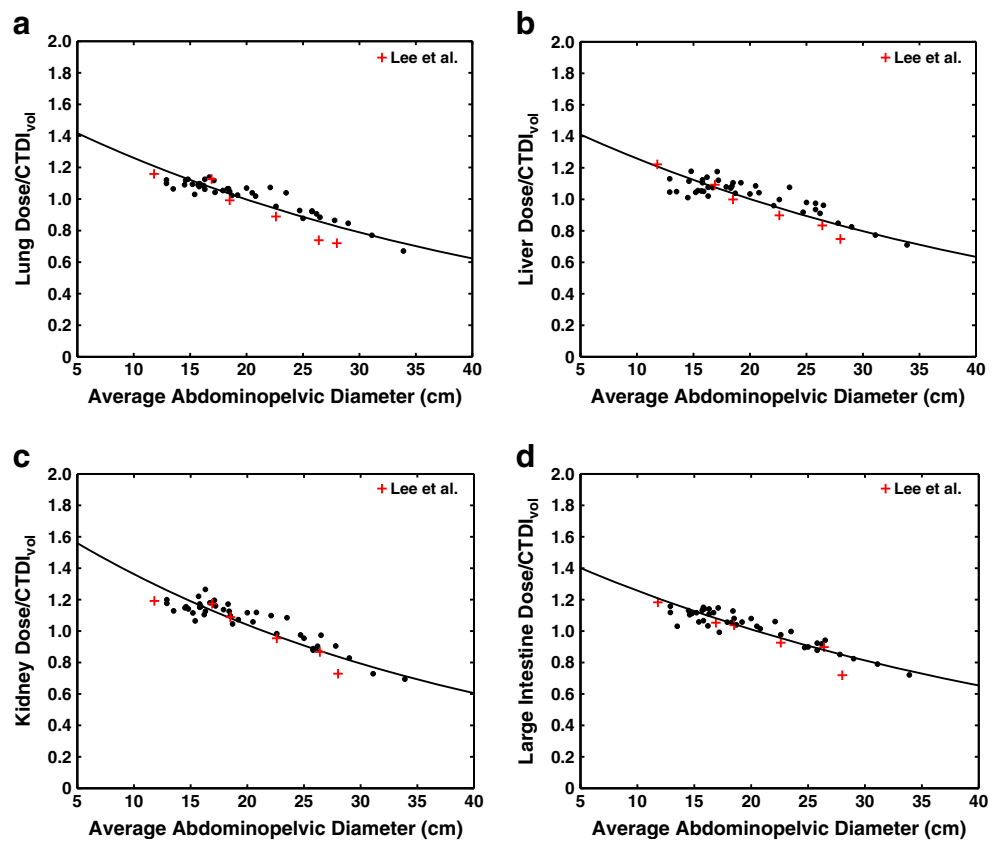 a
2.0
1.8
1.6
1.4
1.2
1.0
0.8
0.6
0.4
0.2
0
Lung Dose/CTDIvol
+ Lee et al.
5 10 15 20 25 30 35 40
Average Abdominopelvic Diameter (cm)
b
2.0
1.8
1.6
1.4
1.2
1.0
0.8
0.6
0.4
0.2
0
Liver Dose/CTDIvol
+ Lee et al.
5 10 15 20 25 30 35 40
Average Abdominopelvic Diameter (cm)
c
2.0
1.8
1.6
1.4
1.2
1.0
0.8
0.6
0.4
0.2
0
Kidney Dose/CTDIvol
+ Lee et al.
5 10 15 20 25 30 35 40
Average Abdominopelvic Diameter (cm)
d
2.0
1.8
1.6
1.4
1.2
1.0
0.8
0.6
0.4
0.2
0
Large Intestine Dose/CTDIvol
+ Lee et al.
5 10 15 20 25 30 35 40
Average Abdominopelvic Diameter (cm)